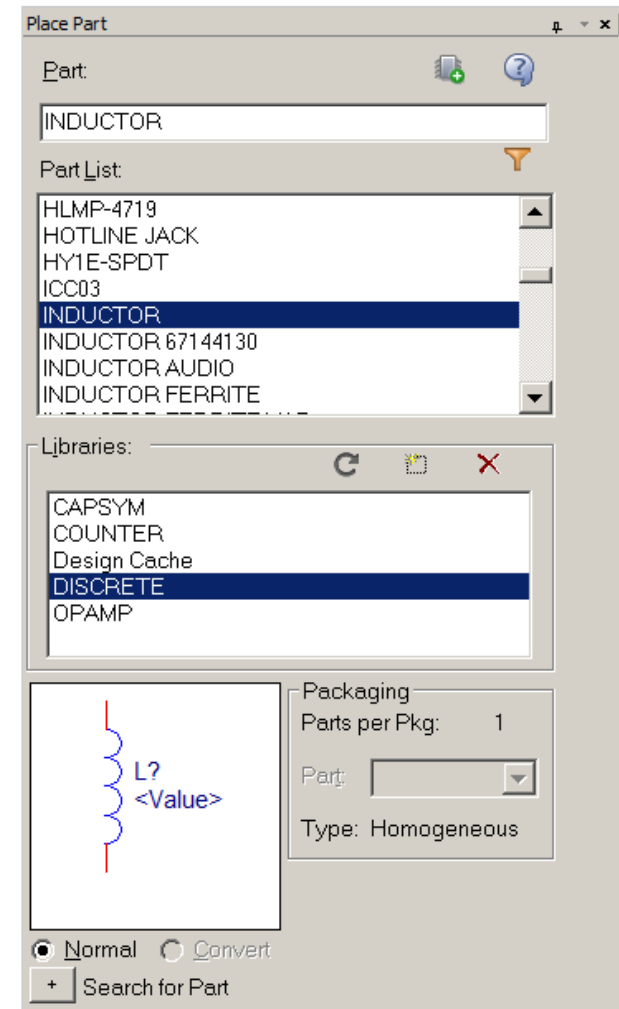 Place Part
Part:
INDUCTOR
Part List:
HLMP-4719
HOTLINE JACK
HY1E-SPDT
ICC03
INDUCTOR
INDUCTOR 67144130
INDUCTOR AUDIO
INDUCTOR FERRITE
Libraries:
CAPSYM
COUNTER
Design Cache
DISCRETE
OPAMP
L?
<Value>
Packaging
Parts per Pkg: 1
Part:
Type: Homogeneous
Normal Convert
+ Search for Part